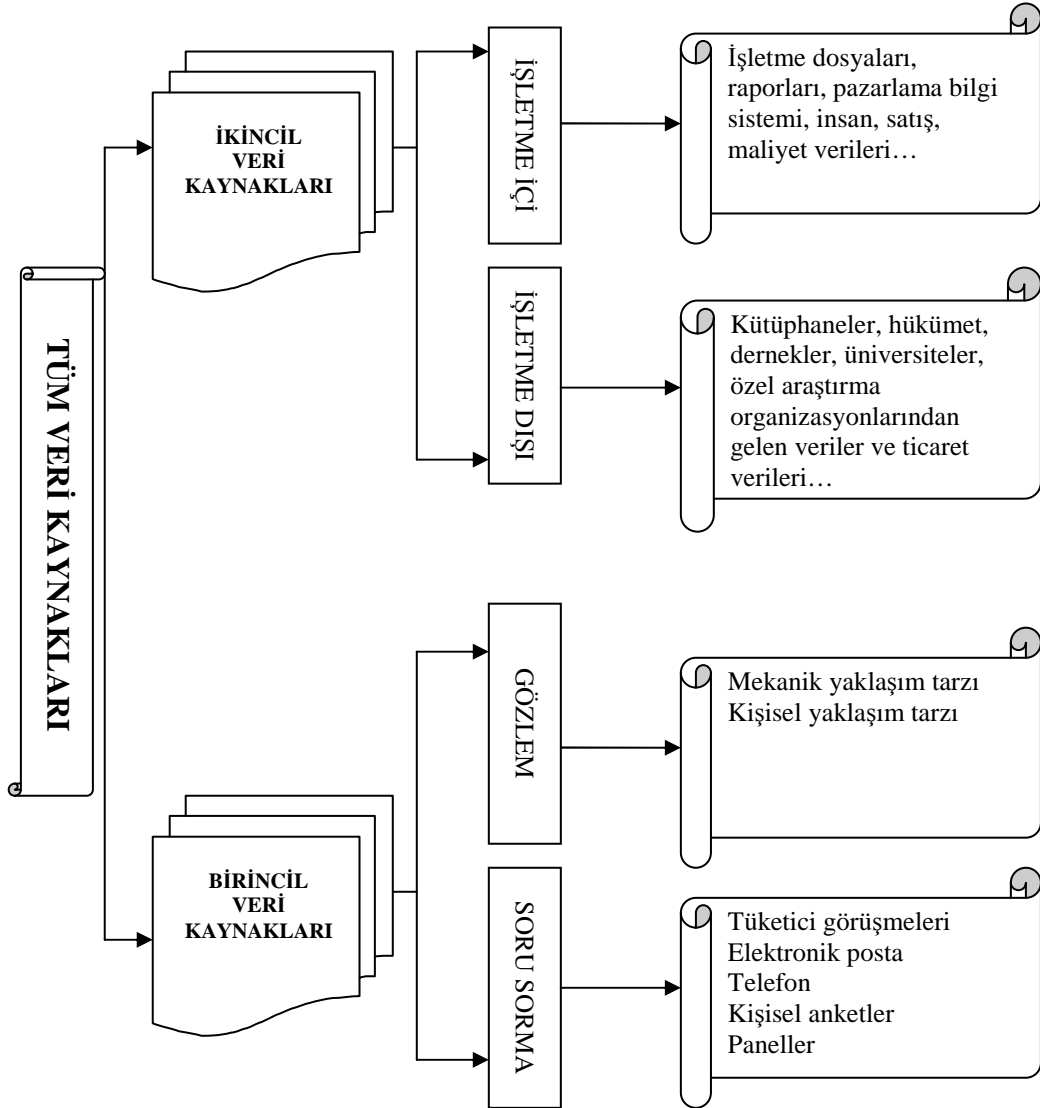 TÜM VERİ KAYNAKLARI
İKİNCİL
VERİ
KAYNAKLARI
İŞLETME İÇİ
İşletme dosyaları,
raporları, pazarlama bilgi
sistemi, insan, satış,
maliyet verileri…
İŞLETME DIŞI
Kütüphaneler, hükümet,
dernekler, üniversiteler,
özel araştırma
organizasyonlarından
gelen veriler ve ticaret
verileri…
BİRİNCİL
VERİ
KAYNAKLARI
GÖZLEM
Mekanik yaklaşım tarzı
Kişisel yaklaşım tarzı
SORU SORMA
Tüketici görüşmeleri
Elektronik posta
Telefon
Kişisel anketler
Paneller